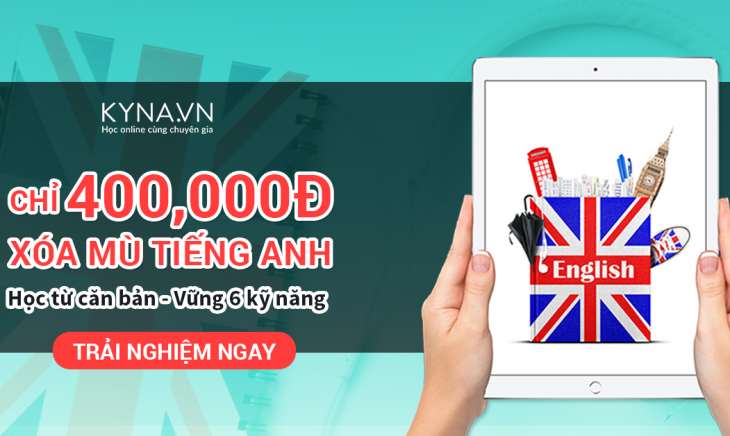 KYNA.VN
Học online cùng chuyên gia
CHỈ 400,000Đ
XÓA MÙ TIẾNG ANH
Học từ căn bản - Vững 6 kỹ năng
TRẢI NGHIỆM NGAY
English